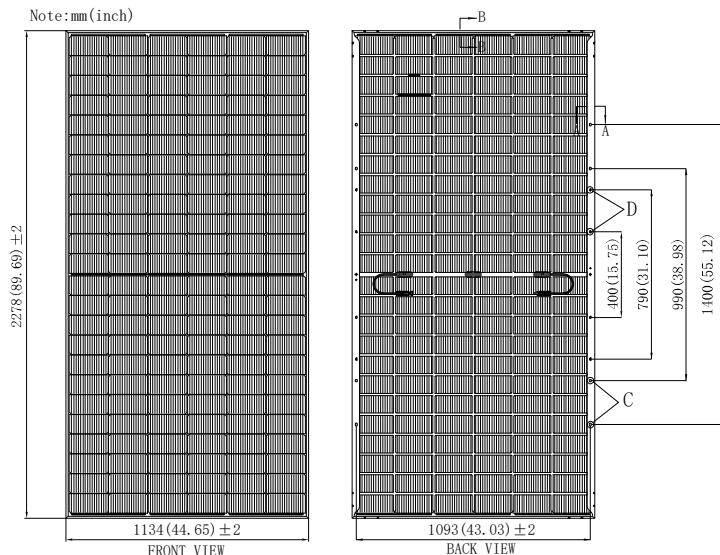 Note:mm(inch)
B
B
A
A
D
C
2278(89.69)±2
400(15.75)
790(31.10)
990(38.98)
1400(55.12)
1134(44.65)±2
1093(43.03)±2
FRONT VIEW
BACK VIEW